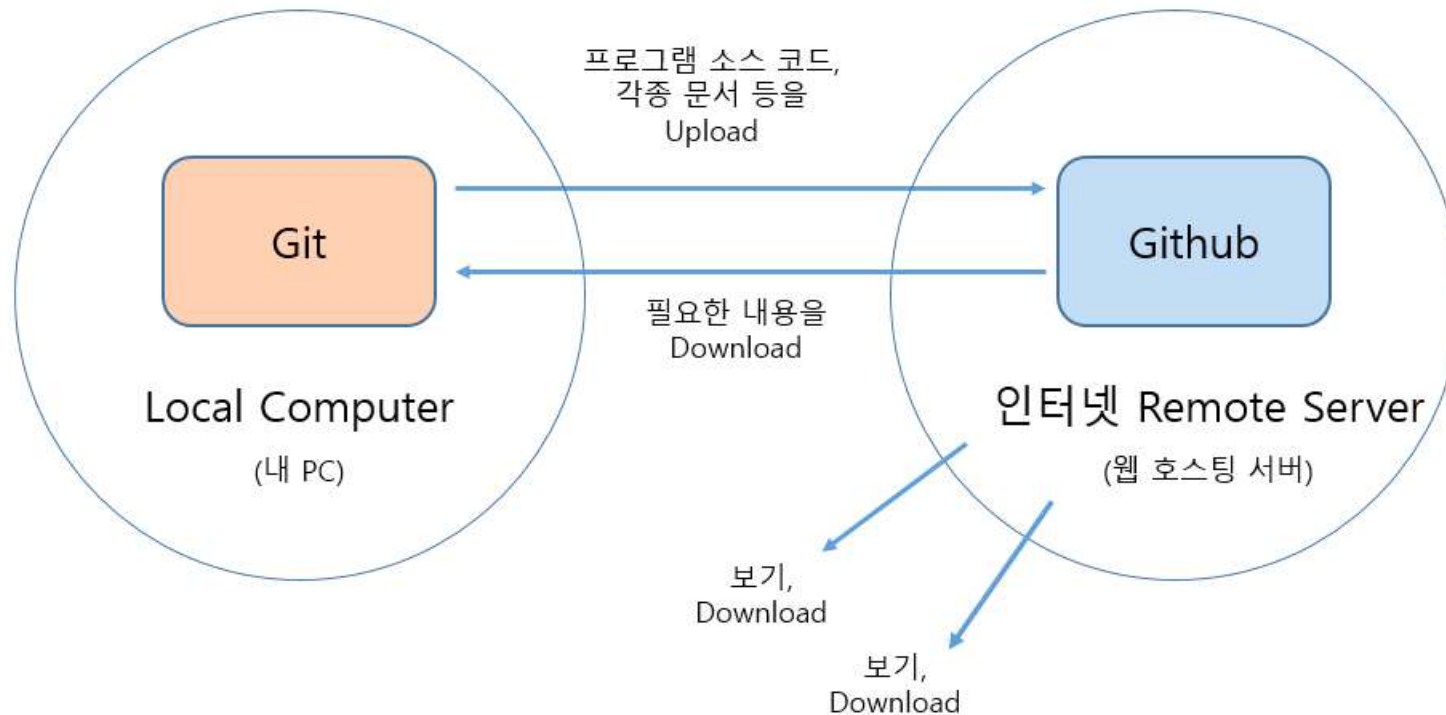 프로그램 소스 코드,
각종 문서 등을
Upload
Git
Github
필요한 내용을
Download
Local Computer
(내 PC)
인터넷 Remote Server
(웹 호스팅 서버)
보기,
Download
보기,
Download